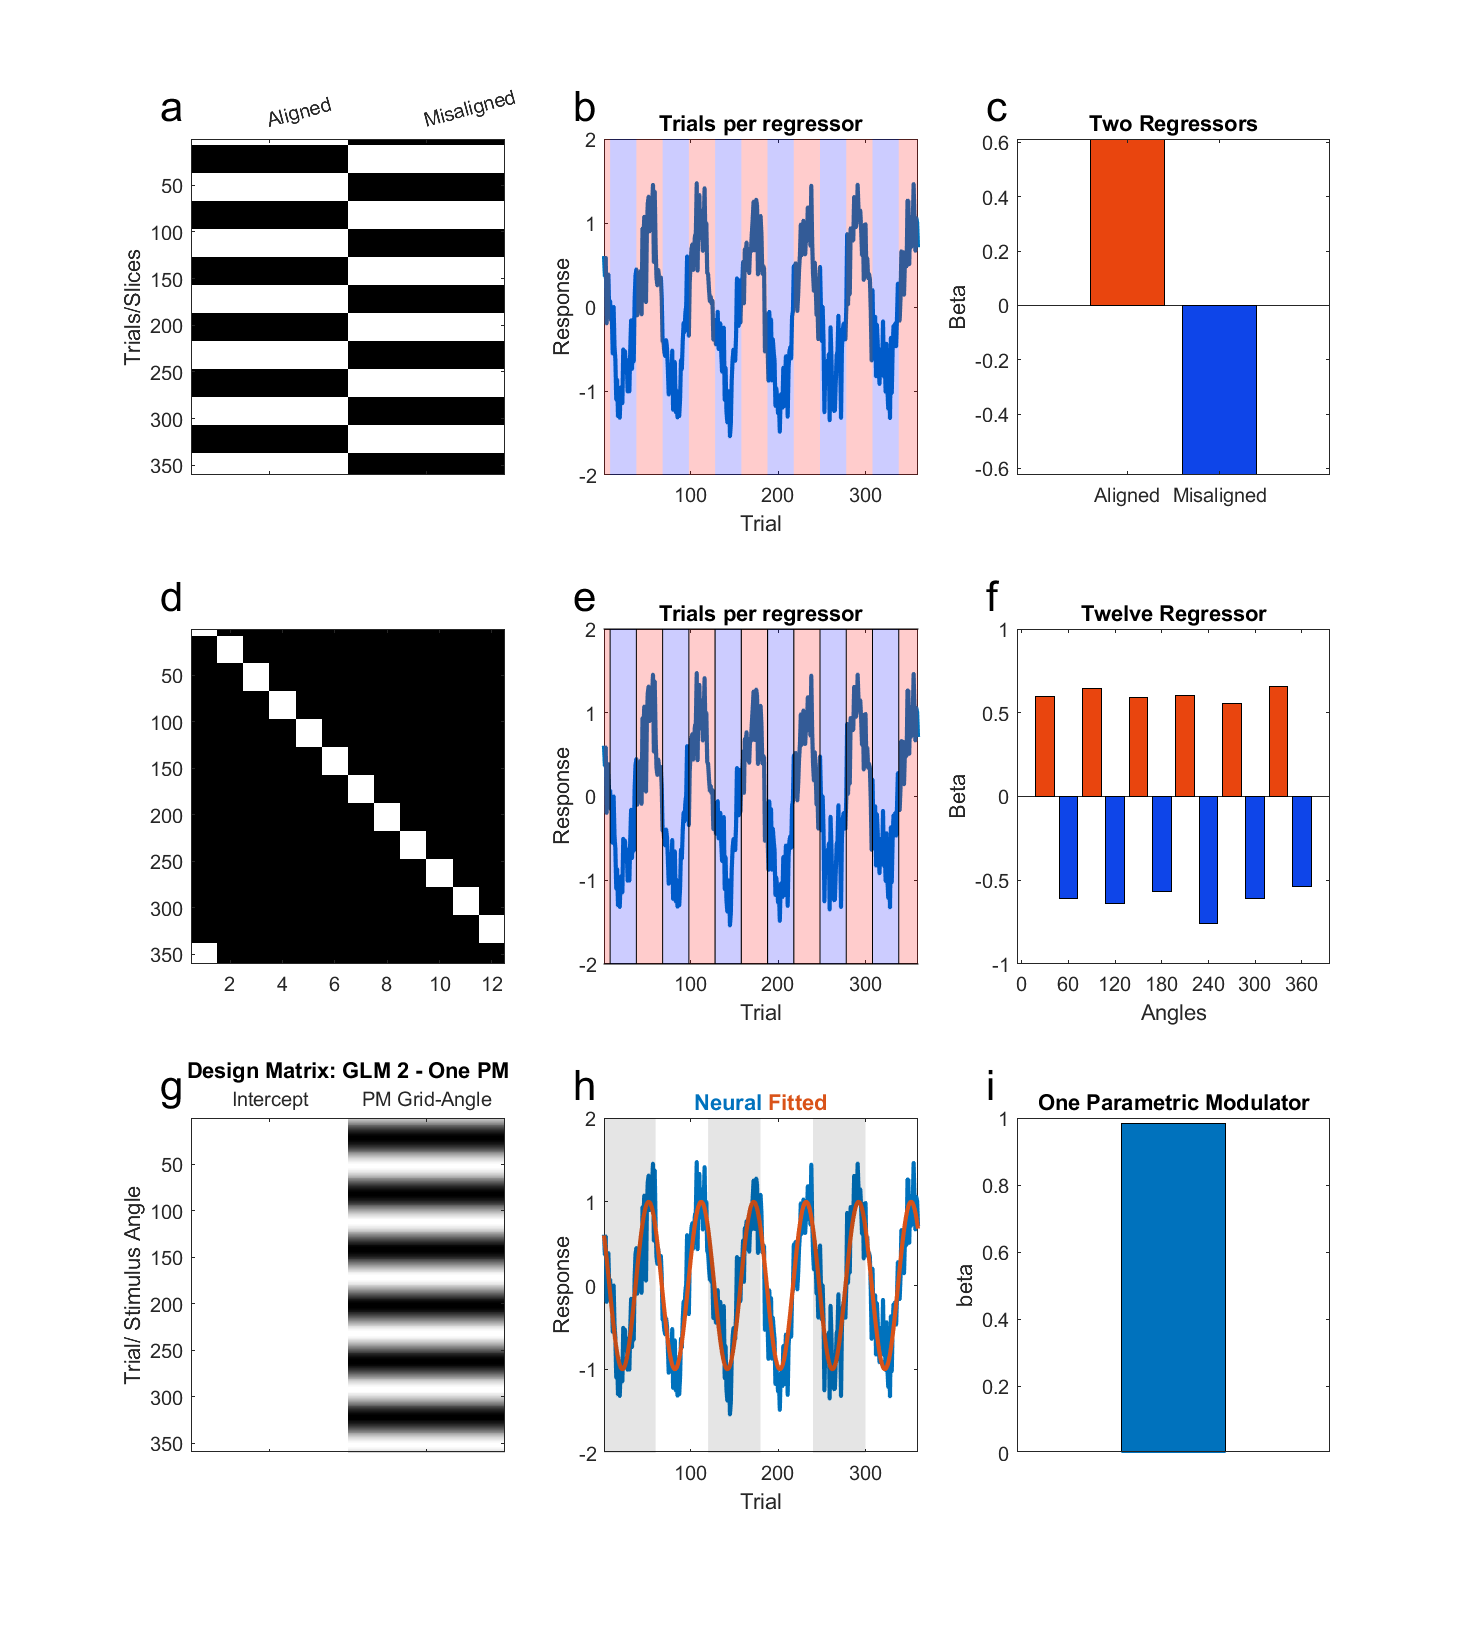 a
Aligned
Misaligned
50
100
150
200
250
300
350
Trials/Slices
b
Trials per regressor
2
1
0
-1
-2
Response
100 200 300
Trial
c
Two Regressors
0.6
0.4
0.2
0
-0.2
-0.4
-0.6
Beta
Aligned Misaligned
d
50
100
150
200
250
300
350
2 4 6 8 10 12
e
Trials per regressor
2
1
0
-1
-2
Response
100 200 300
Trial
f
Twelve Regressor
1
0.5
0
-0.5
-1
Beta
0 60 120 180 240 300 360
Angles
g
Design Matrix: GLM 2 - One PM
Intercept PM Grid-Angle
50
100
150
200
250
300
350
Trial/ Stimulus Angle
h
Neural Fitted
2
1
0
-1
-2
Response
100 200 300
Trial
i
One Parametric Modulator
1
0.8
0.6
0.4
0.2
0
beta